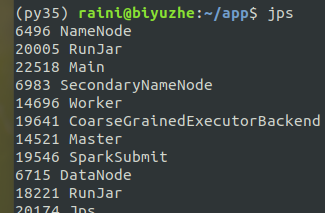 (py35) raini@biyuzhe:~/app$ jps
6496 NameNode
20005 RunJar
22518 Main
6983 SecondaryNameNode
14696 Worker
19641 CoarseGrainedExecutorBackend
14521 Master
19546 SparkSubmit
6715 DataNode
18221 RunJar
20174 Jps